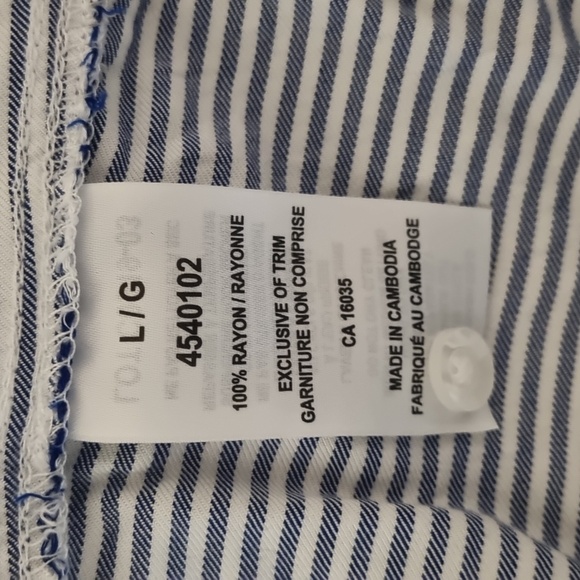 L / G
4540102
100% RAYON / RAYONNE
EXCLUSIVE OF TRIM
GARNITURE NON COMPRISE
CA 16035
MADE IN CAMBODIA
FABRIQUÉ AU CAMBODGE